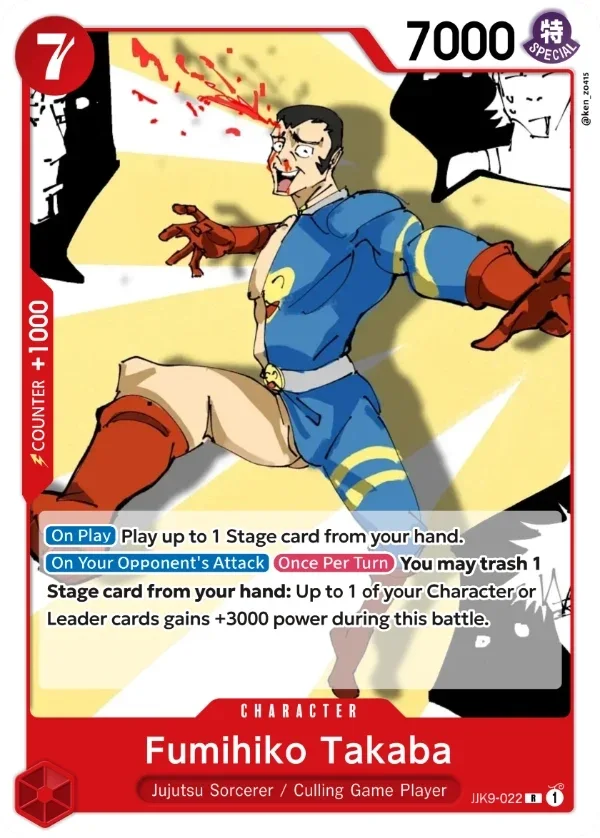 7
7000
特
SPECIAL
@ken_zo415
COUNTER +1000
On Play Play up to 1 Stage card from your hand.
On Your Opponent's Attack Once Per Turn You may trash 1
Stage card from your hand: Up to 1 of your Character or
Leader cards gains +3000 power during this battle.
CHARACTER
Fumihiko Takaba
Jujutsu Sorcerer / Culling Game Player
JJK9-022 R 1